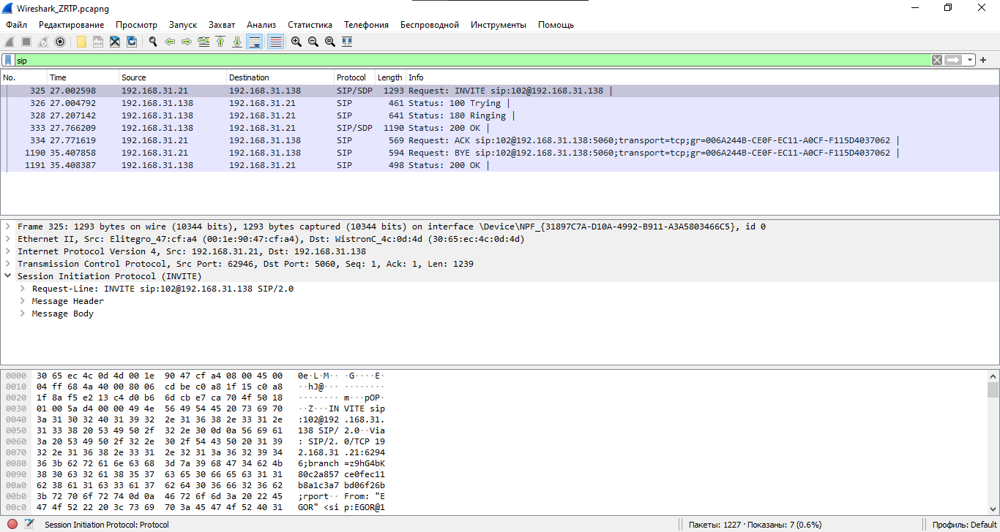 Wireshark_ZRTP.pcapng
Файл Редактирование Просмотр Запуск Захват Анализ Статистика Телефония Беспроводной Инструменты Помощь
sip
No. Time Source Destination Protocol Length Info
325 27.002598 192.168.31.21 192.168.31.138 SIP/SDP 1293 Request: INVITE sip:102@192.168.31.138 |
326 27.004792 192.168.31.138 192.168.31.21 SIP 461 Status: 100 Trying |
328 27.207142 192.168.31.138 192.168.31.21 SIP 641 Status: 180 Ringing |
333 27.766209 192.168.31.138 192.168.31.21 SIP/SDP 1190 Status: 200 OK |
334 27.771619 192.168.31.21 192.168.31.138 SIP 569 Request: ACK sip:102@192.168.31.138:5060;transport=tcp;gr=006A244B-CE0F-EC11-A0CF-F115D4037062 |
1190 35.407858 192.168.31.21 192.168.31.138 SIP 594 Request: BYE sip:102@192.168.31.138:5060;transport=tcp;gr=006A244B-CE0F-EC11-A0CF-F115D4037062 |
1191 35.408387 192.168.31.138 192.168.31.21 SIP 498 Status: 200 OK |
Frame 325: 1293 bytes on wire (10344 bits), 1293 bytes captured (10344 bits) on interface \Device\NPF_{31897C7A-D10A-4992-B911-A3A5803466C5}, id 0
Ethernet II, Src: Elitegro_47:cf:a4 (00:1e:90:47:cf:a4), Dst: WistronC_4c:0d:4d (30:65:ec:4c:0d:4d)
Internet Protocol Version 4, Src: 192.168.31.21, Dst: 192.168.31.138
Transmission Control Protocol, Src Port: 62946, Dst Port: 5060, Seq: 1, Ack: 1, Len: 1239
Session Initiation Protocol (INVITE)
Request-Line: INVITE sip:102@192.168.31.138 SIP/2.0
Message Header
Message Body
0000 30 65 ec 4c 0d 4d 00 1e 90 47 cf a4 08 00 45 00 0e·L·M·· ·G····E·
0010 04 ff 68 4a 40 00 80 06 cd be c0 a8 1f 15 c0 a8 ··hJ@··· ········
0020 1f 8a f5 e2 13 c4 d0 b6 6d cb e7 ca 70 4f 50 18 ········ m···pOP·
0030 01 00 5a d4 00 00 49 4e 56 49 54 45 20 73 69 70 ··Z···IN VITE sip
0040 3a 31 30 32 40 31 39 32 2e 31 36 38 2e 33 31 2e :102@192 .168.31.
0050 31 33 38 20 53 49 50 2f 32 2e 30 0d 0a 56 69 61 138 SIP/ 2.0··Via
0060 3a 20 53 49 50 2f 32 2e 30 2f 54 43 50 20 31 39 : SIP/2. 0/TCP 19
0070 32 2e 31 36 38 2e 33 31 2e 32 31 3a 36 32 39 34 2.168.31 .21:6294
0080 36 3b 62 72 61 6e 63 68 3d 7a 39 68 47 34 62 4b 6;branch =z9hG4bK
0090 38 30 63 32 61 38 35 37 63 65 30 66 65 63 31 31 80c2a857 ce0fec11
00a0 62 38 61 31 63 33 61 37 62 64 30 36 66 32 36 62 b8a1c3a7 bd06f26b
00b0 3b 72 70 6f 72 74 0d 0a 46 72 6f 6d 3a 20 22 45 ;rport·· From: "E
00c0 47 4f 52 22 20 3c 73 69 70 3a 45 47 4f 52 40 31 GOR" <si p:EGOR@1
Session Initiation Protocol: Protocol Пакеты: 1227 · Показаны: 7 (0.6%) Профиль: Default